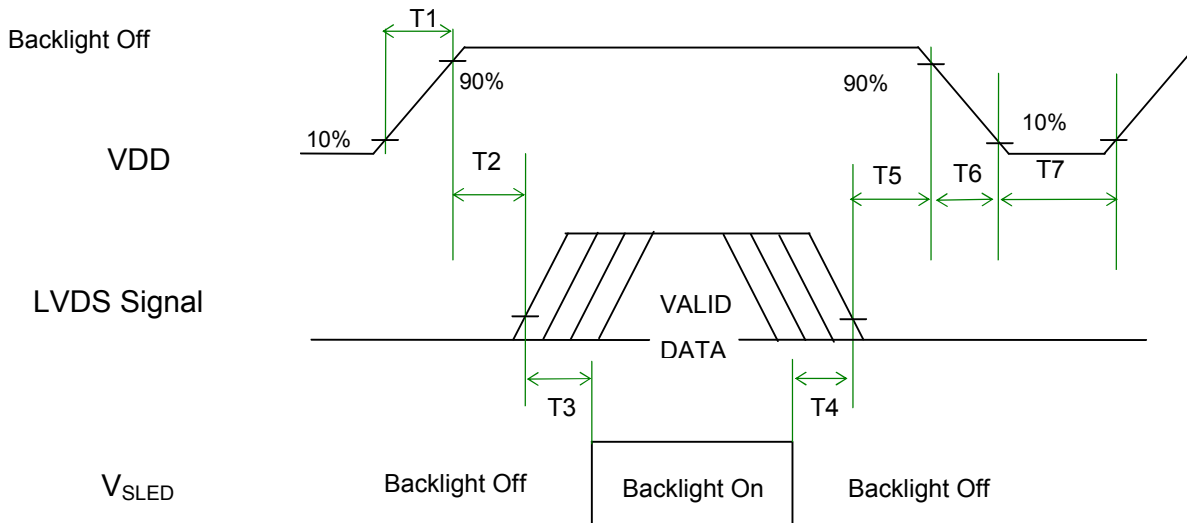 T1
Backlight Off
90%
90%
10%
10%
VDD
T2
T5
T6
T7
LVDS Signal
VALID
DATA
T3
T4
VSLED
Backlight Off
Backlight On
Backlight Off